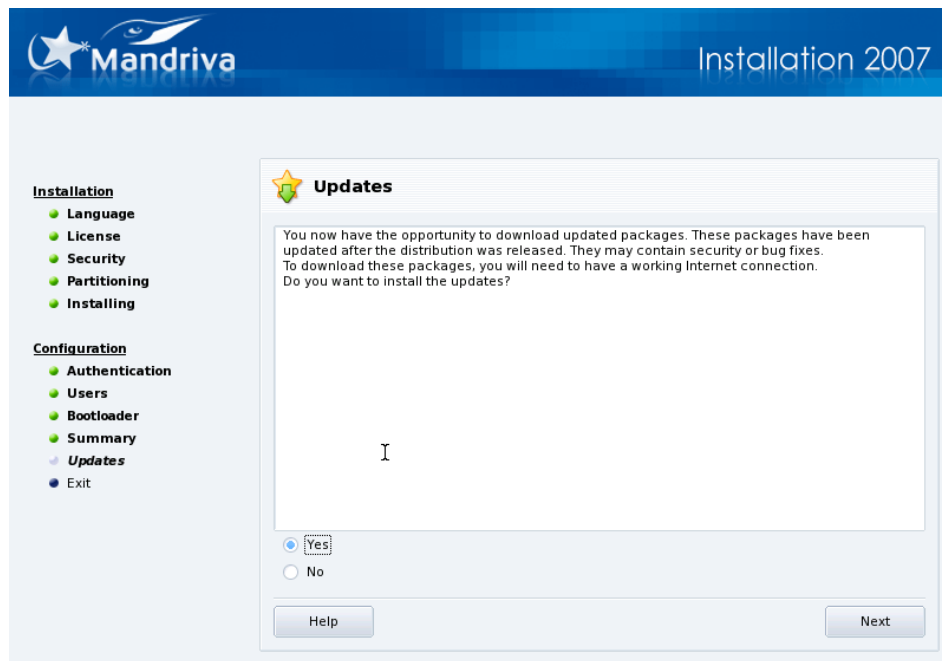 Mandriva
Installation 2007
Installation
Language
License
Security
Partitioning
Installing
Configuration
Authentication
Users
Bootloader
Summary
Updates
Exit
Updates
You now have the opportunity to download updated packages. These packages have been
updated after the distribution was released. They may contain security or bug fixes.
To download these packages, you will need to have a working Internet connection.
Do you want to install the updates?
Yes
No
Help
Next